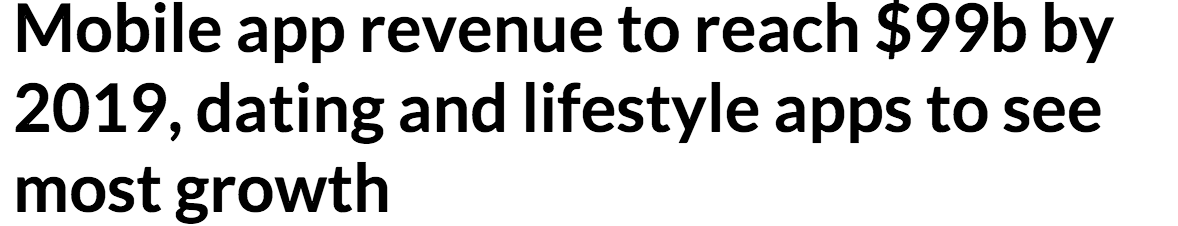 Mobile app revenue to reach $99b by
2019, dating and lifestyle apps to see
most growth